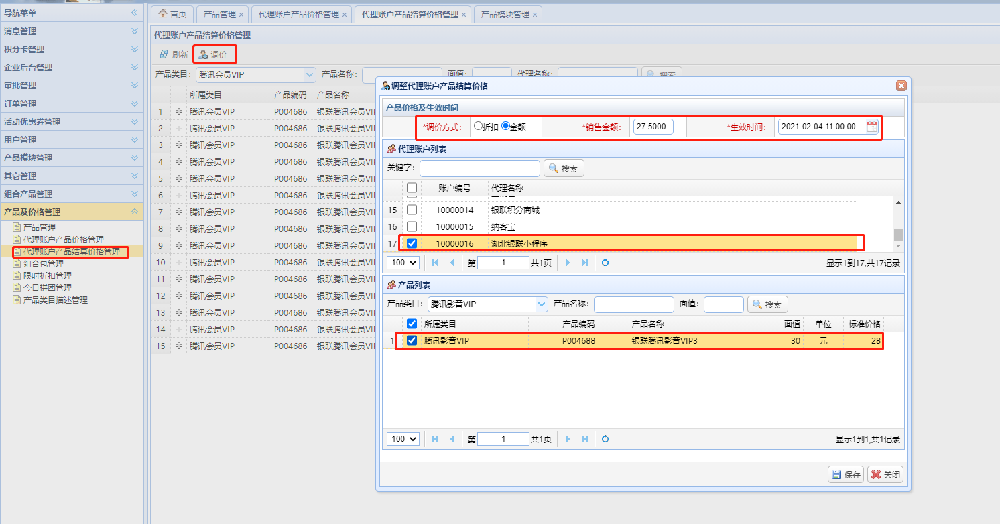 导航菜单
消息管理
积分卡管理
企业后台管理
审批管理
订单管理
活动优惠券管理
用户管理
产品模块管理
其它管理
组合产品管理
产品及价格管理
产品管理
代理账户产品价格管理
代理账户产品结算价格管理
组合包管理
限时折扣管理
今日拼团管理
产品类目描述管理
首页 产品管理 代理账户产品价格管理 代理账户产品结算价格管理 产品模块管理
代理账户产品结算价格管理
刷新 调价
产品类目: 腾讯会员VIP 产品名称: 面值: 代理名称: 搜索
所属类目 产品编码 产品名称
1 腾讯会员VIP P004686 银联腾讯会员VIP
2 腾讯会员VIP P004686 银联腾讯会员VIP
3 腾讯会员VIP P004686 银联腾讯会员VIP
4 腾讯会员VIP P004686 银联腾讯会员VIP
5 腾讯会员VIP P004686 银联腾讯会员VIP
6 腾讯会员VIP P004686 银联腾讯会员VIP
7 腾讯会员VIP P004686 银联腾讯会员VIP
8 腾讯会员VIP P004686 银联腾讯会员VIP
9 腾讯会员VIP P004686 银联腾讯会员VIP
10 腾讯会员VIP P004686 银联腾讯会员VIP
11 腾讯会员VIP P004686 银联腾讯会员VIP
12 腾讯会员VIP P004686 银联腾讯会员VIP
13 腾讯会员VIP P004686 银联腾讯会员VIP
14 腾讯会员VIP P004686 银联腾讯会员VIP
15 腾讯会员VIP P004686 银联腾讯会员VIP
调整代理账户产品结算价格
产品价格及生效时间
*调价方式: 折扣 金额 *销售金额: 27.5000 *生效时间: 2021-02-04 11:00:00
代理账户列表
关键字: 搜索
账户编号 代理名称
15 10000014 银联积分商城
16 10000015 纳客宝
17 10000016 湖北银联小程序
100 第 1 共1页 显示1到17,共17记录
产品列表
产品类目: 腾讯影音VIP 产品名称: 面值: 搜索
所属类目 产品编码 产品名称 面值 单位 标准价格
1 腾讯影音VIP P004688 银联腾讯影音VIP3 30 元 28
100 第 1 共1页 显示1到1,共1记录
保存 关闭